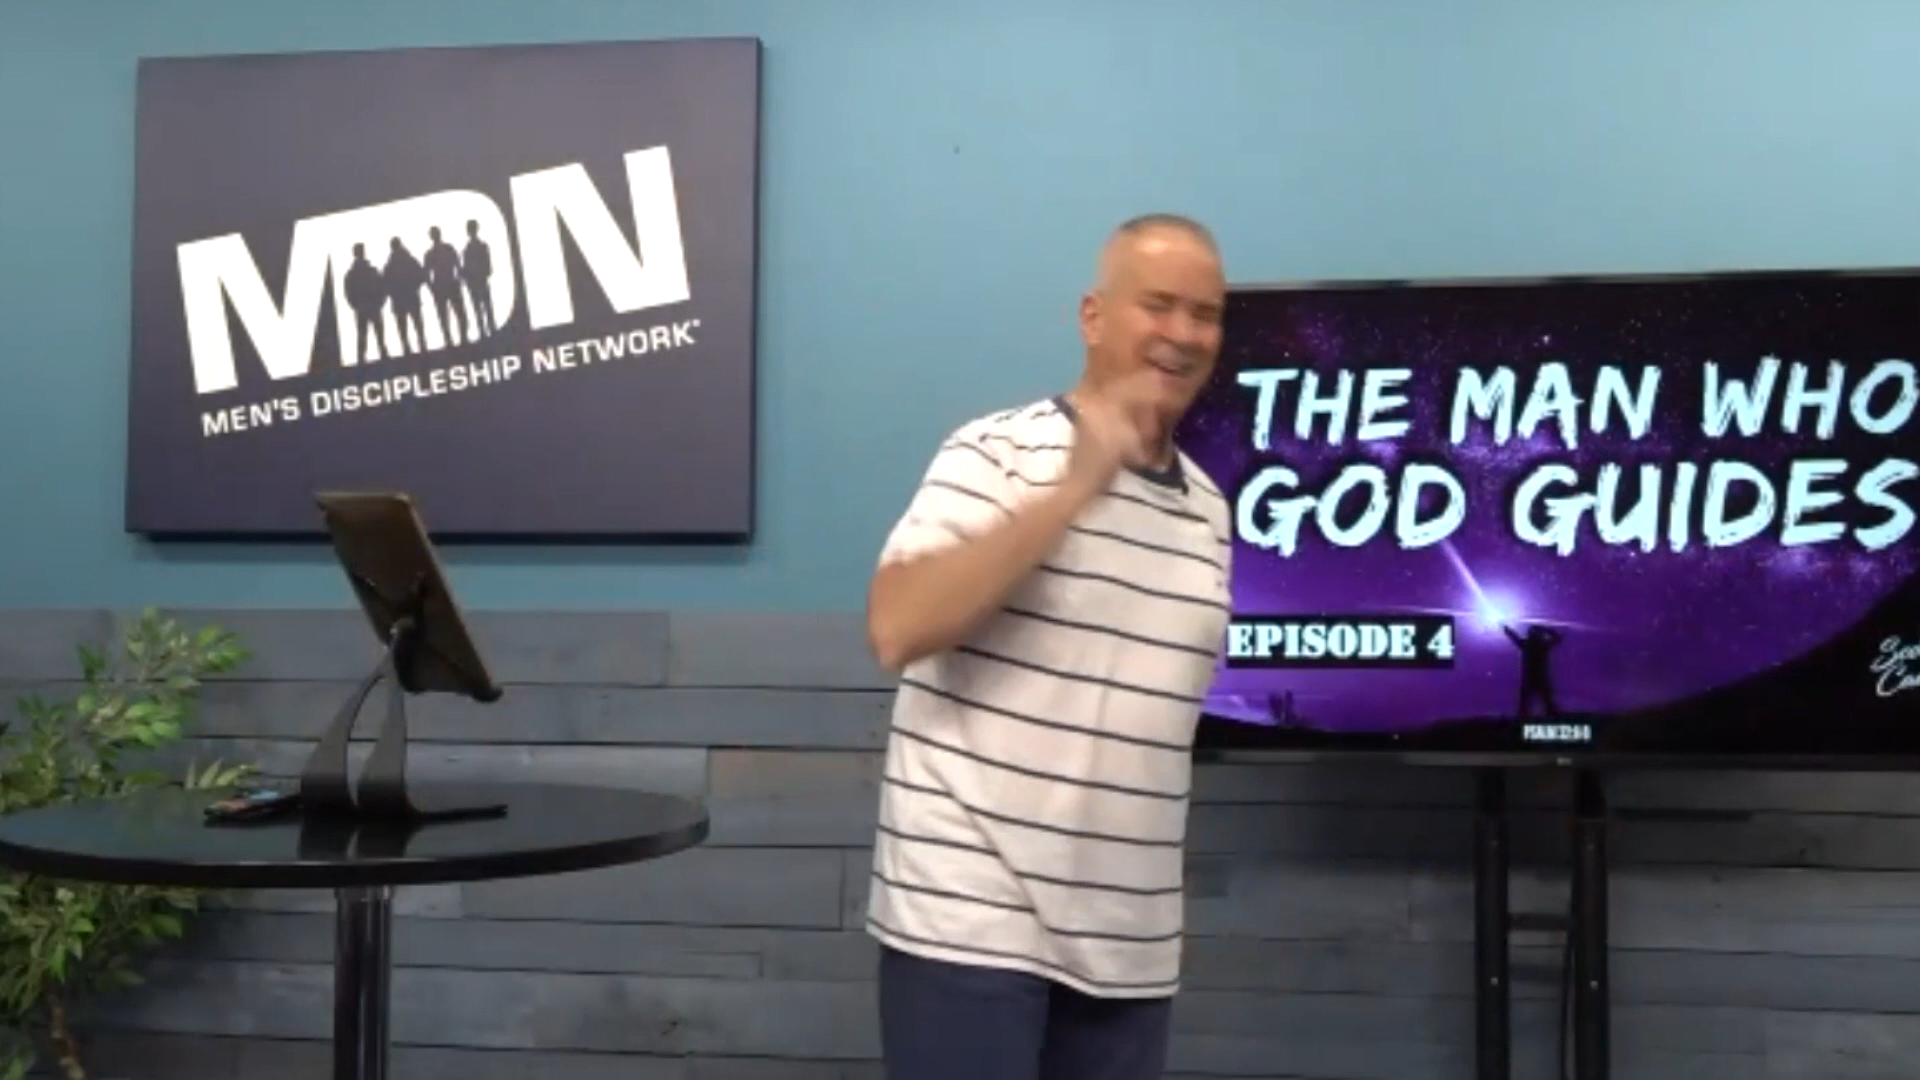 MDN
MEN'S DISCIPLESHIP NETWORK
THE MAN WHO
GOD GUIDES
EPISODE 4